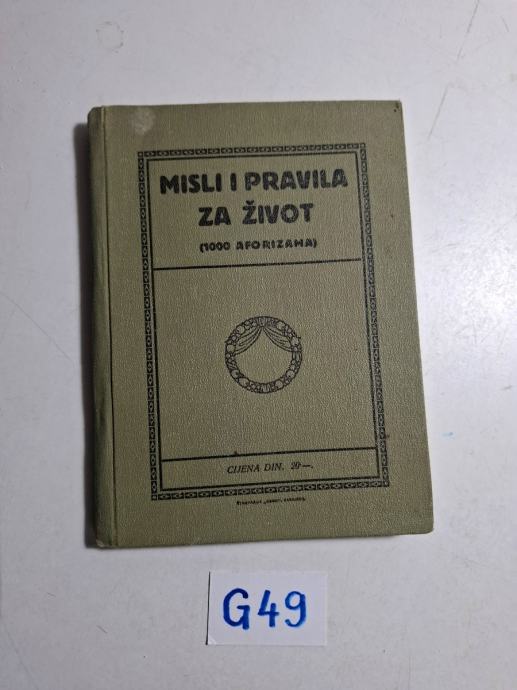 MISLI I PRAVILA
ZA ŽIVOT
(1000 AFORIZAMA)
CIJENA DIN. 20—.
G49